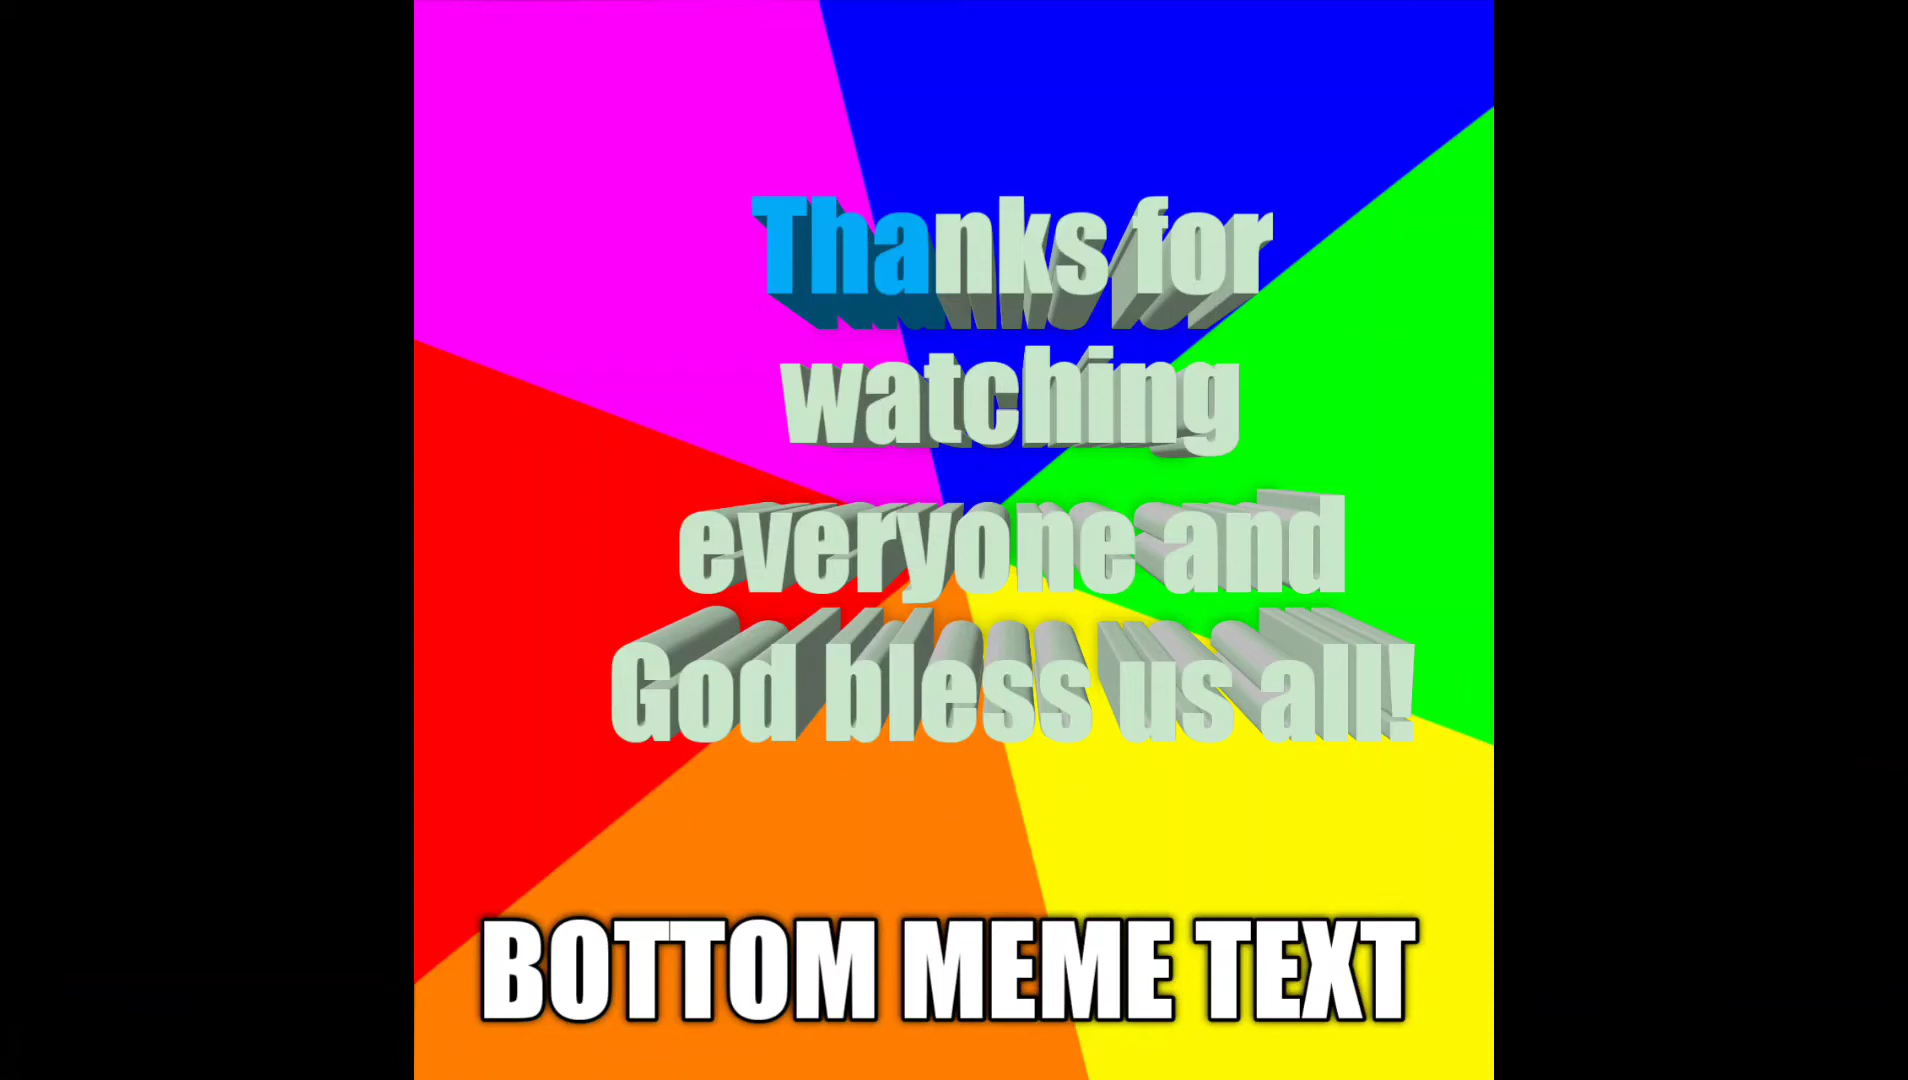 Thanks for
watching
everyone and
God bless us all!
BOTTOM MEME TEXT